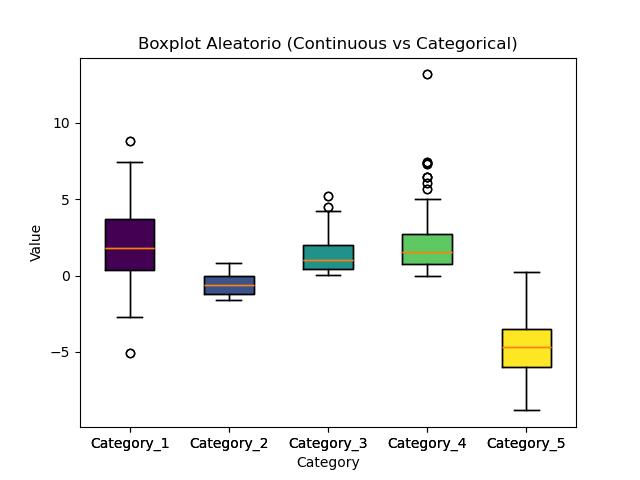 Boxplot Aleatorio (Continuous vs Categorical)
10
5
0
−5
Value
Category_1 Category_2 Category_3 Category_4 Category_5
Category